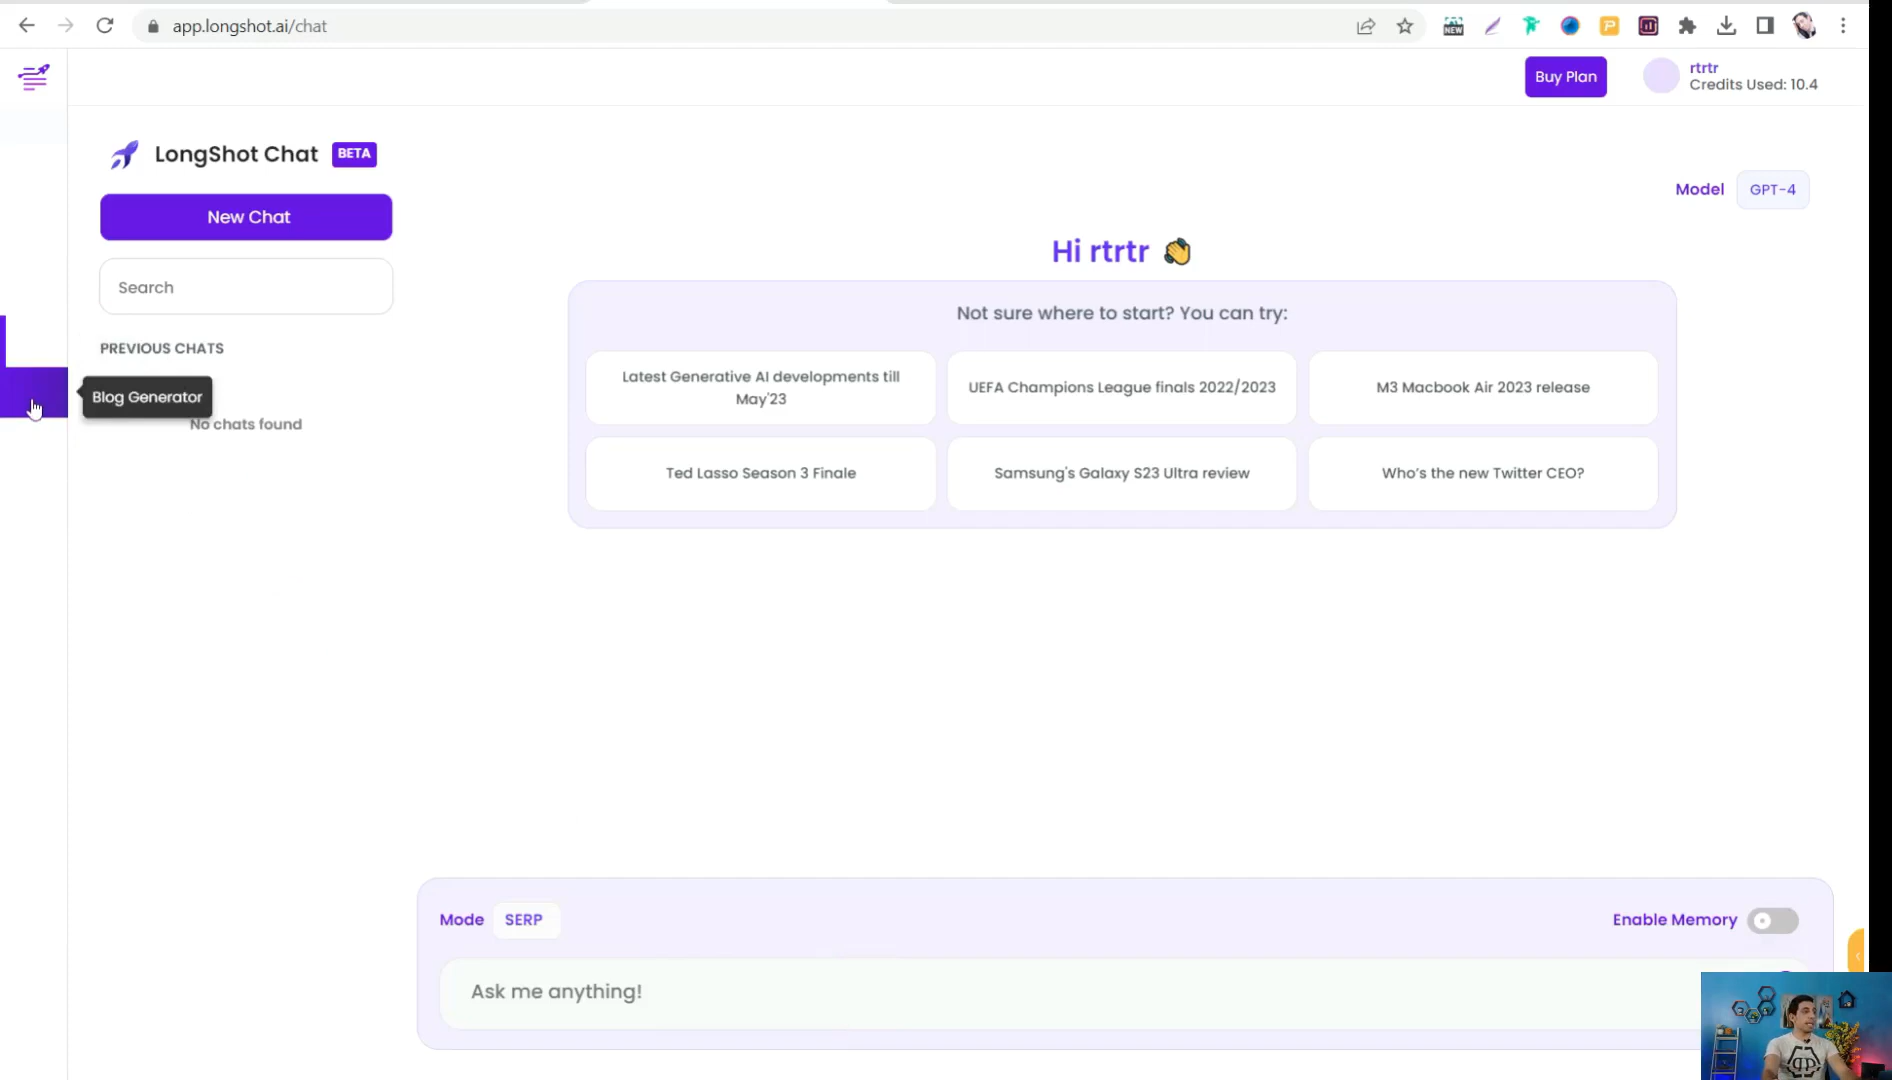 app.longshot.ai/chat
NEW
Buy Plan
rtrtr
Credits Used: 10.4
LongShot Chat BETA
New Chat
Search
PREVIOUS CHATS
Blog Generator
No chats found
Model GPT-4
Hi rtrtr
Not sure where to start? You can try:
Latest Generative AI developments till
May'23
UEFA Champions League finals 2022/2023
M3 Macbook Air 2023 release
Ted Lasso Season 3 Finale
Samsung's Galaxy S23 Ultra review
Who's the new Twitter CEO?
Mode SERP
Enable Memory
Ask me anything!